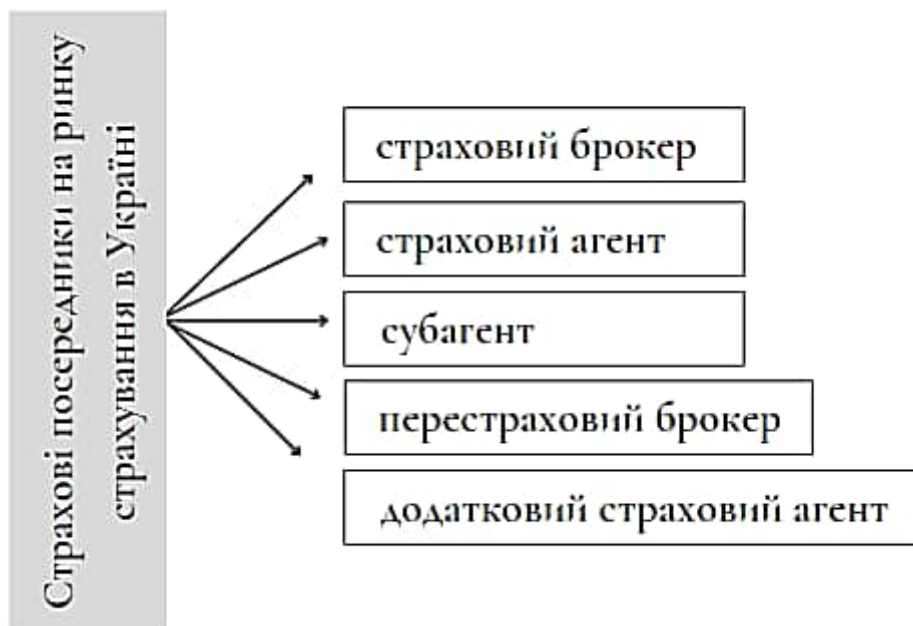 Страхові посередники на ринку
страхування в Україні
страховий брокер
страховий агент
субагент
перестраховий брокер
додатковий страховий агент